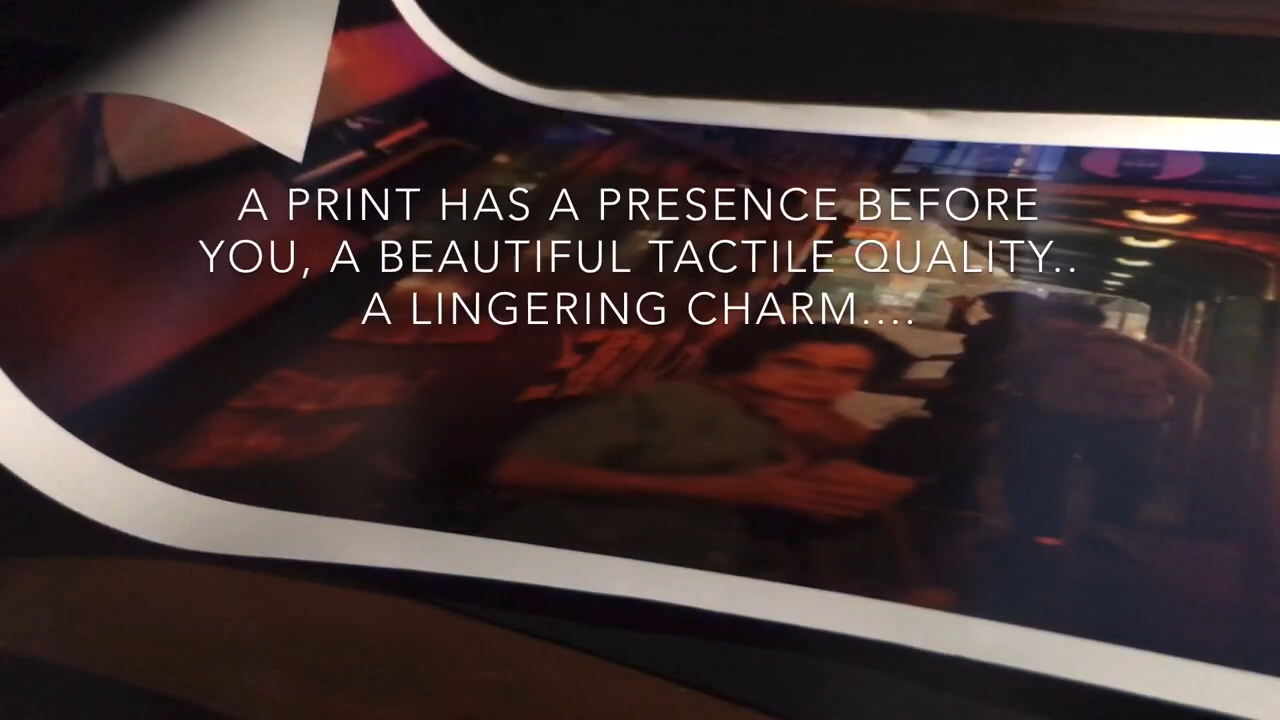 A PRINT HAS A PRESENCE BEFORE
YOU, A BEAUTIFUL TACTILE QUALITY..
A LINGERING CHARM....